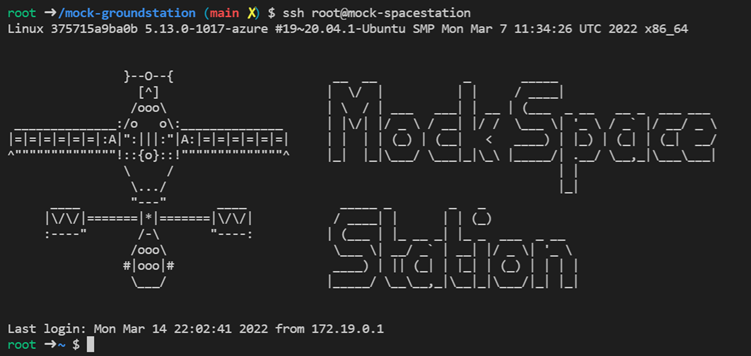 root ➜/mock-groundstation (main ✗) $ ssh root@mock-spacestation
Linux 375715a9ba0b 5.13.0-1017-azure #19~20.04.1-Ubuntu SMP Mon Mar 7 11:34:26 UTC 2022 x86_64
Mock Space
Station
Last login: Mon Mar 14 22:02:41 2022 from 172.19.0.1
root ➜~ $